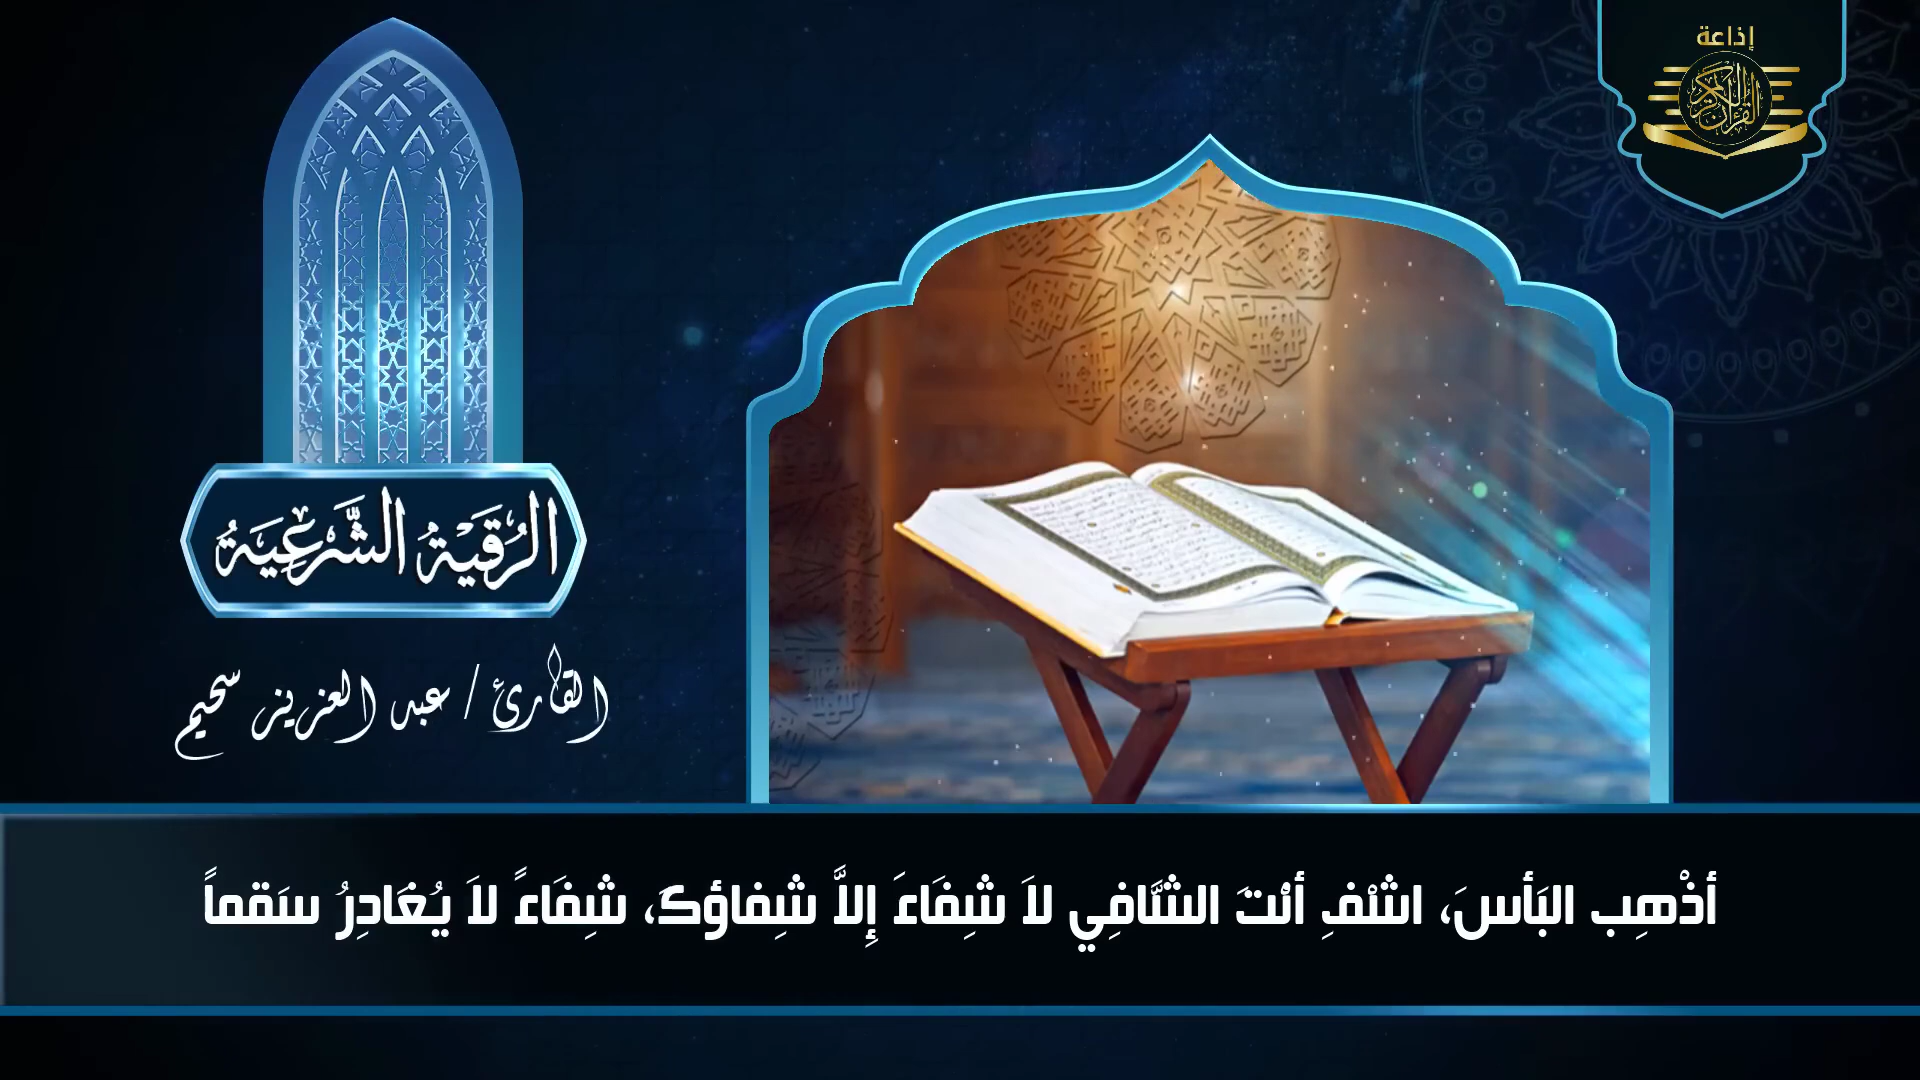 إذاعة
القرآن الكريم
الرُقيَة الشَّرعِيَة
القارئ / عبد العزيز سحيم
أذْهِب البَأسَ، اشْفِ أنْتَ الشَّافِي لاَ شِفَاءَ إِلاَّ شِفاؤكَ، شِفَاءً لاَ يُغَادِرُ سَقماً